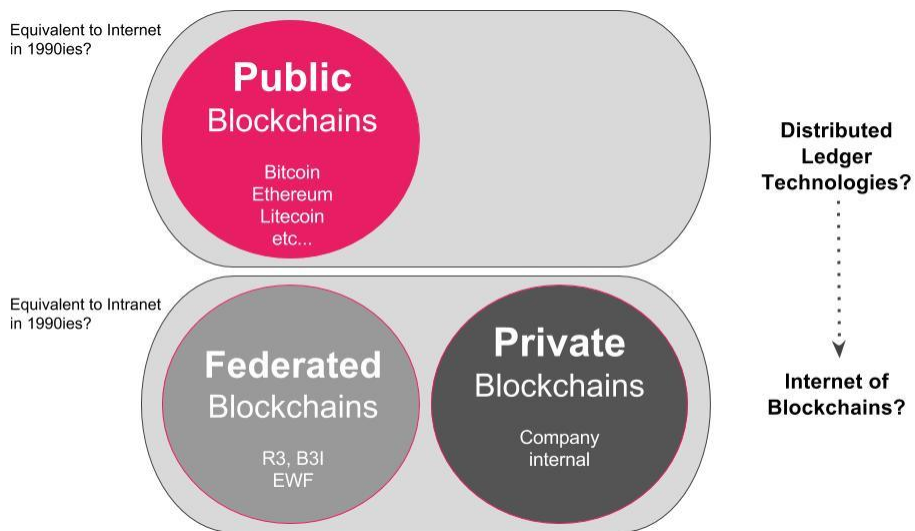 Equivalent to Internet
in 1990ies?
Public
Blockchains
Bitcoin
Ethereum
Litecoin
etc...
Distributed
Ledger
Technologies?
Equivalent to Intranet
in 1990ies?
Federated
Blockchains
R3, B3I
EWF
Private
Blockchains
Company
internal
Internet of
Blockchains?